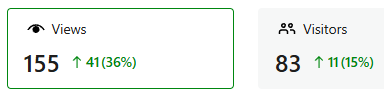 Views
155 ↑ 41 (36%)
Visitors
83 ↑ 11 (15%)